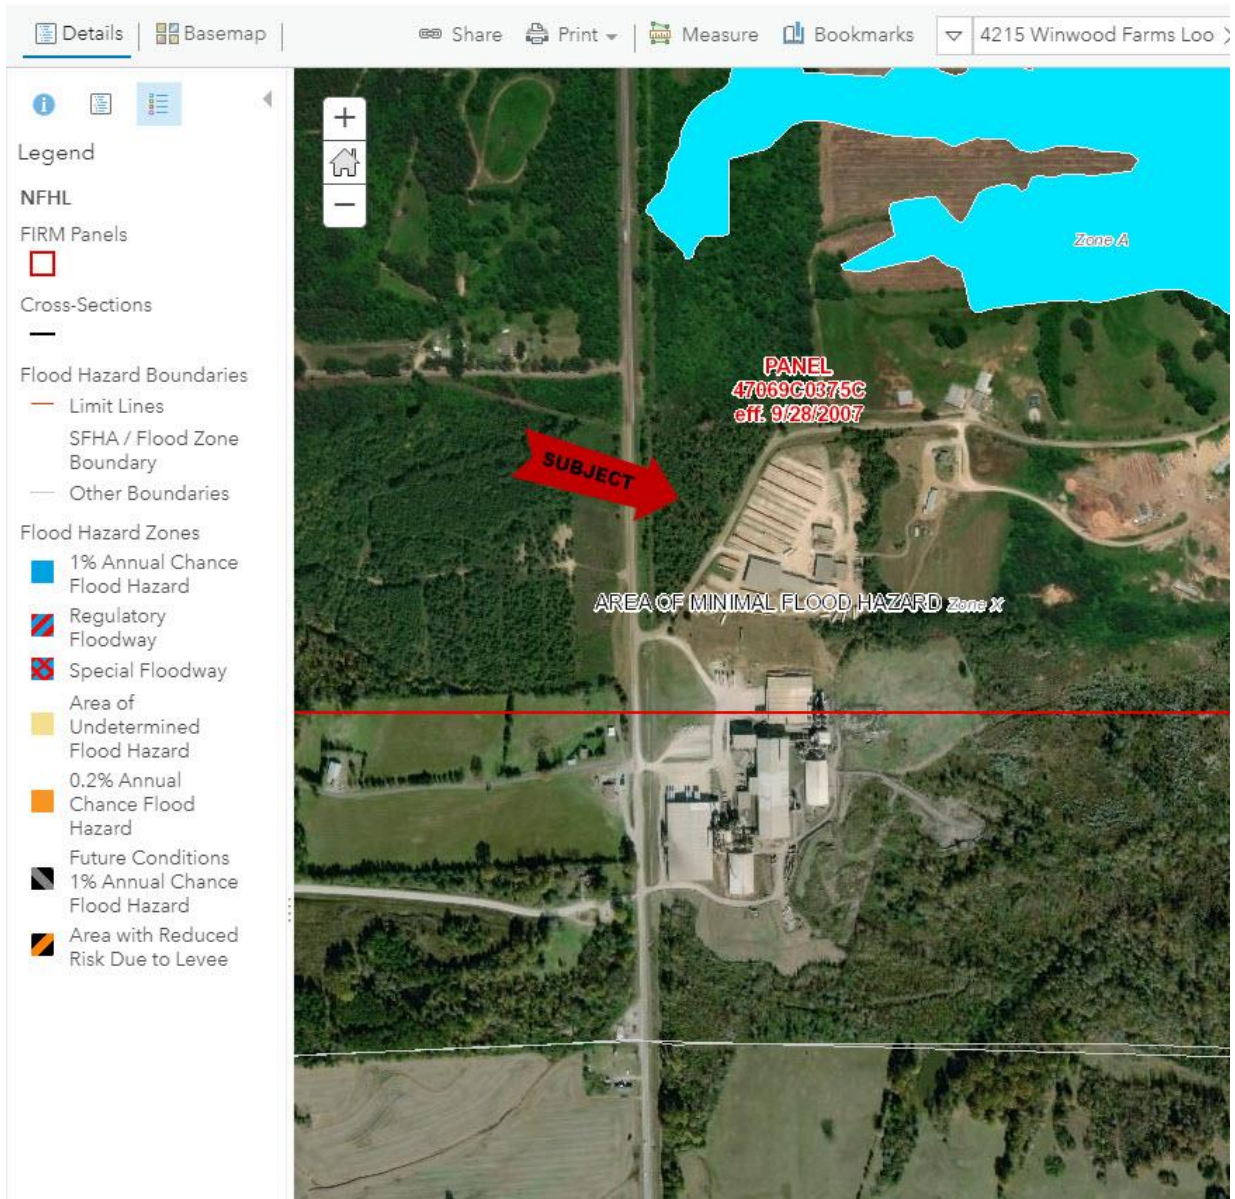 Details
Basemap
Share
Print
Measure
Bookmarks
4215 Winwood Farms Loo
Legend
NFHL
FIRM Panels
Cross-Sections
Flood Hazard Boundaries
Limit Lines
SFHA / Flood Zone
Boundary
Other Boundaries
Flood Hazard Zones
1% Annual Chance
Flood Hazard
Regulatory
Floodway
Special Floodway
Area of
Undetermined
Flood Hazard
0.2% Annual
Chance Flood
Hazard
Future Conditions
1% Annual Chance
Flood Hazard
Area with Reduced
Risk Due to Levee
Zone A
PANEL
47069C0375C
eff. 9/28/2007
SUBJECT
AREA OF MINIMAL FLOOD HAZARD Zone X